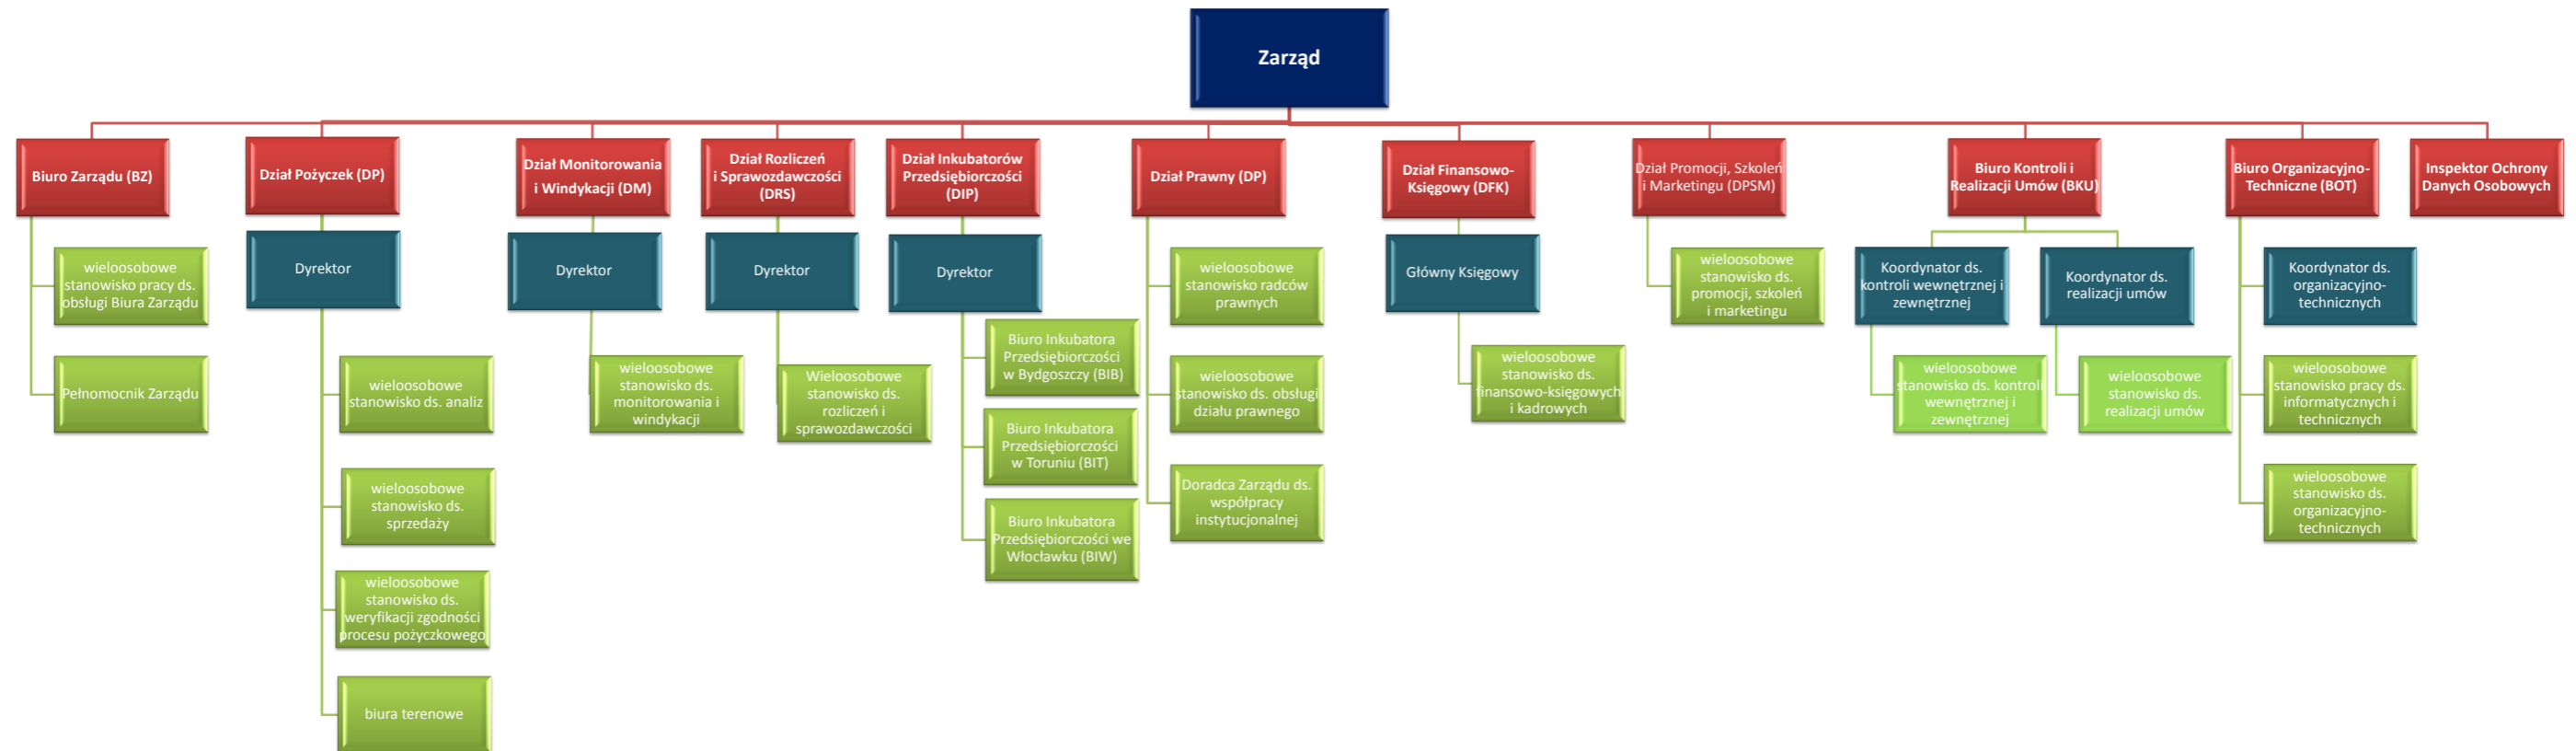 Zarząd
Biuro Zarządu (BZ)
wieloosobowe
stanowisko pracy ds.
obsługi Biura Zarządu
Pełnomocnik Zarządu
Dział Pożyczek (DP)
Dyrektor
wieloosobowe
stanowisko ds. analiz
wieloosobowe
stanowisko ds.
sprzedaży
wieloosobowe
stanowisko ds.
weryfikacji zgodności
procesu pożyczkowego
biura terenowe
Dział Monitorowania
i Windykacji (DM)
Dyrektor
wieloosobowe
stanowisko ds.
monitorowania i
windykacji
Dział Rozliczeń
i Sprawozdawczości
(DRS)
Dyrektor
Wieloosobowe
stanowisko ds.
rozliczeń i
sprawozdawczości
Dział Inkubatorów
Przedsiębiorczości
(DIP)
Dyrektor
Biuro Inkubatora
Przedsiębiorczości
w Bydgoszczy (BIB)
Biuro Inkubatora
Przedsiębiorczości
w Toruniu (BIT)
Biuro Inkubatora
Przedsiębiorczości we
Włocławku (BIW)
Dział Prawny (DP)
wieloosobowe
stanowisko radców
prawnych
wieloosobowe
stanowisko ds. obsługi
działu prawnego
Doradca Zarządu ds.
współpracy
instytucjonalnej
Dział Finansowo-
Księgowy (DFK)
Główny Księgowy
wieloosobowe
stanowisko ds.
finansowo-księgowych
i kadrowych
Dział Promocji, Szkoleń
i Marketingu (DPSM)
wieloosobowe
stanowisko ds.
promocji, szkoleń
i marketingu
Biuro Kontroli i
Realizacji Umów (BKU)
Koordynator ds.
kontroli wewnętrznej i
zewnętrznej
wieloosobowe
stanowisko ds. kontroli
wewnętrznej i
zewnętrznej
Koordynator ds.
realizacji umów
wieloosobowe
stanowisko ds.
realizacji umów
Biuro Organizacyjno-
Techniczne (BOT)
Koordynator ds.
organizacyjno-
technicznych
wieloosobowe
stanowisko pracy ds.
informatycznych i
technicznych
wieloosobowe
stanowisko ds.
organizacyjno-
technicznych
Inspektor Ochrony
Danych Osobowych